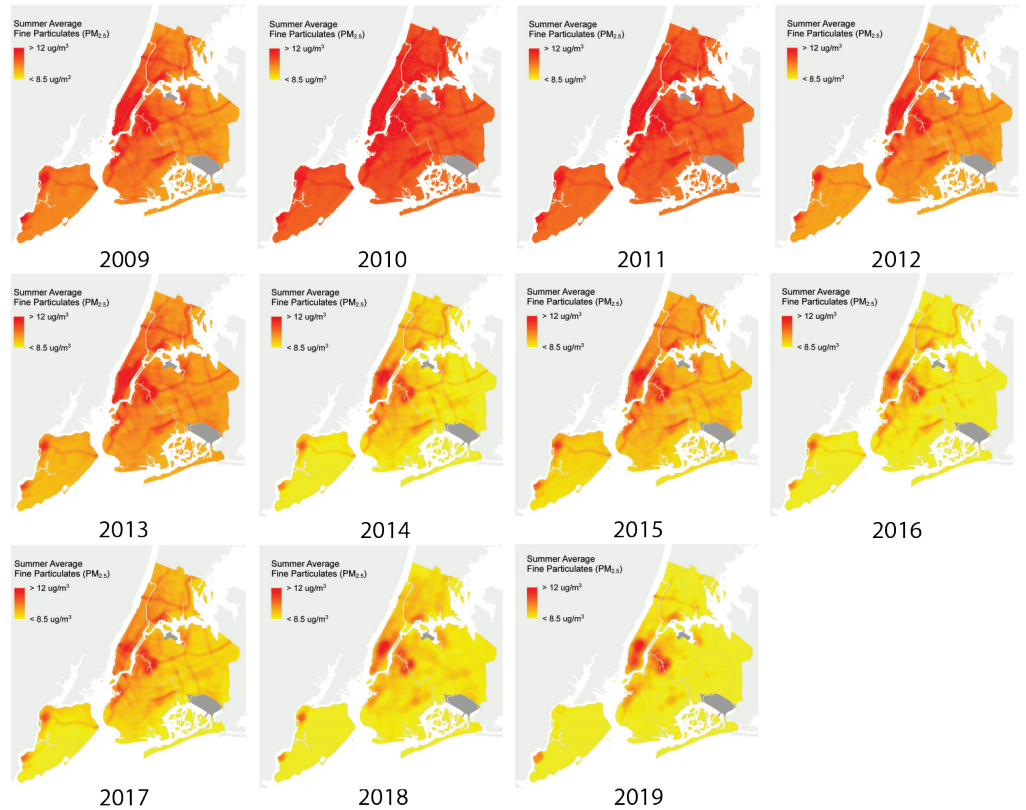 Summer Average
Fine Particulates (PM2.5)
> 12 ug/m³
< 8.5 ug/m³
2009
Summer Average
Fine Particulates (PM2.5)
> 12 ug/m³
< 8.5 ug/m³
2010
Summer Average
Fine Particulates (PM2.5)
> 12 ug/m³
< 8.5 ug/m³
2011
Summer Average
Fine Particulates (PM2.5)
> 12 ug/m³
< 8.5 ug/m³
2012
Summer Average
Fine Particulates (PM2.5)
> 12 ug/m³
< 8.5 ug/m³
2013
Summer Average
Fine Particulates (PM2.5)
> 12 ug/m³
< 8.5 ug/m³
2014
Summer Average
Fine Particulates (PM2.5)
> 12 ug/m³
< 8.5 ug/m³
2015
Summer Average
Fine Particulates (PM2.5)
> 12 ug/m³
< 8.5 ug/m³
2016
Summer Average
Fine Particulates (PM2.5)
> 12 ug/m³
< 8.5 ug/m³
2017
Summer Average
Fine Particulates (PM2.5)
> 12 ug/m³
< 8.5 ug/m³
2018
Summer Average
Fine Particulates (PM2.5)
> 12 ug/m³
< 8.5 ug/m³
2019